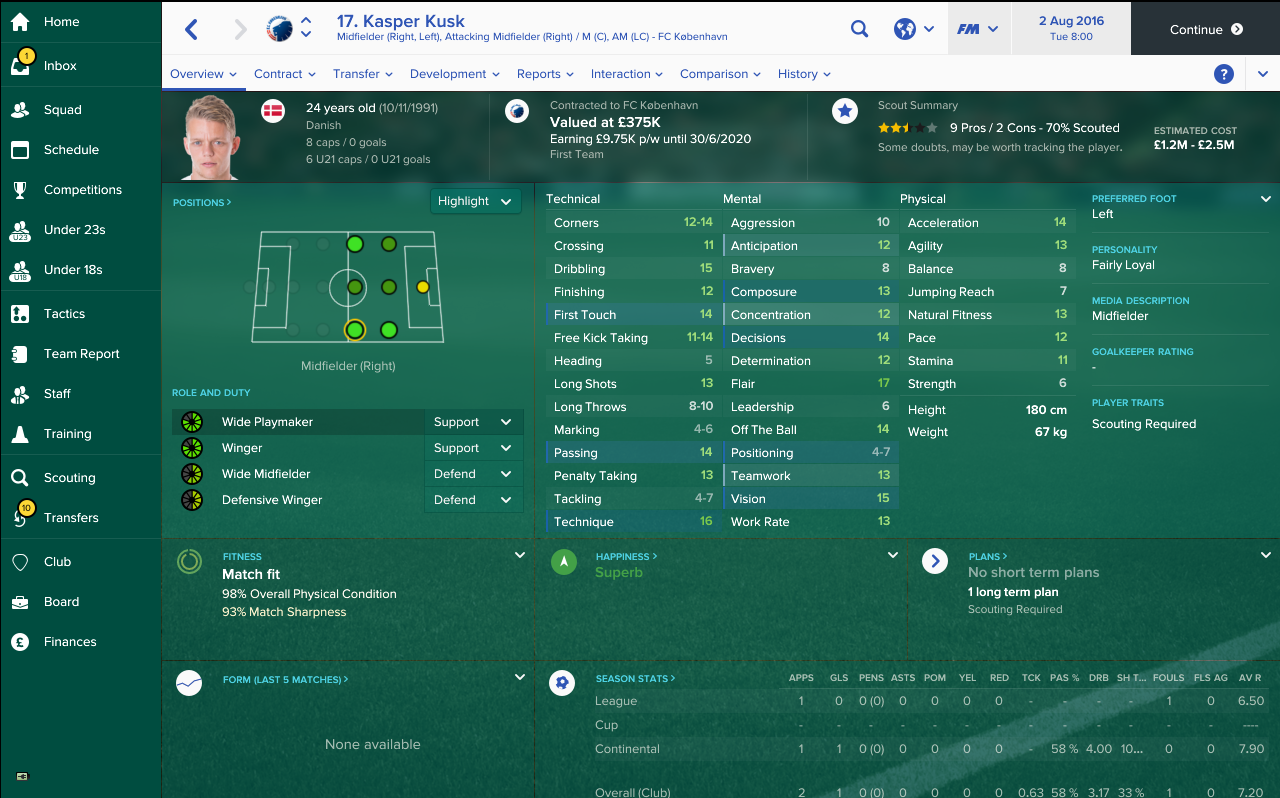 Home
1
Inbox
Squad
Schedule
Competitions
U23
Under 23s
U18
Under 18s
Tactics
Team Report
Staff
Training
Scouting
10
Transfers
Club
Board
£
Finances
17. Kasper Kusk
Midfielder (Right, Left), Attacking Midfielder (Right) / M (C), AM (LC) - FC København
FM
2 Aug 2016
Tue 8:00
Continue
Overview Contract Transfer Development Reports Interaction Comparison History
?
24 years old (10/11/1991)
Danish
8 caps / 0 goals
6 U21 caps / 0 U21 goals
Contracted to FC København
Valued at £375K
Earning £9.75K p/w until 30/6/2020
First Team
Scout Summary
9 Pros / 2 Cons - 70% Scouted
Some doubts, may be worth tracking the player.
ESTIMATED COST
£1.2M - £2.5M
POSITIONS >
Highlight
Midfielder (Right)
ROLE AND DUTY
Wide Playmaker Support
Winger Support
Wide Midfielder Defend
Defensive Winger Defend
Technical
Corners 12-14
Crossing 11
Dribbling 15
Finishing 12
First Touch 14
Free Kick Taking 11-14
Heading 5
Long Shots 13
Long Throws 8-10
Marking 4-6
Passing 14
Penalty Taking 13
Tackling 4-7
Technique 16
Mental
Aggression 10
Anticipation 12
Bravery 8
Composure 13
Concentration 12
Decisions 14
Determination 12
Flair 17
Leadership 6
Off The Ball 14
Positioning 4-7
Teamwork 13
Vision 15
Work Rate 13
Physical
Acceleration 14
Agility 13
Balance 8
Jumping Reach 7
Natural Fitness 13
Pace 12
Stamina 11
Strength 6
Height 180 cm
Weight 67 kg
PREFERRED FOOT
Left
PERSONALITY
Fairly Loyal
MEDIA DESCRIPTION
Midfielder
GOALKEEPER RATING
-
PLAYER TRAITS
Scouting Required
FITNESS
Match fit
98% Overall Physical Condition
93% Match Sharpness
HAPPINESS >
Superb
PLANS >
No short term plans
1 long term plan
Scouting Required
FORM (LAST 5 MATCHES) >
None available
SEASON STATS > APPS GLS PENS ASTS POM YEL RED TCK PAS % DRB SH T... FOULS FLS AG AV R
League 1 0 0 (0) 0 0 0 0 - - - - 1 0 6.50
Cup - - - - - - - - - - - - - ----
Continental 1 1 0 (0) 0 0 0 0 - 58 % 4.00 10... 0 0 7.90
Overall (Club) 2 1 0 (0) 0 0 0 0 0.63 58 % 3.17 33 % 1 0 7.20